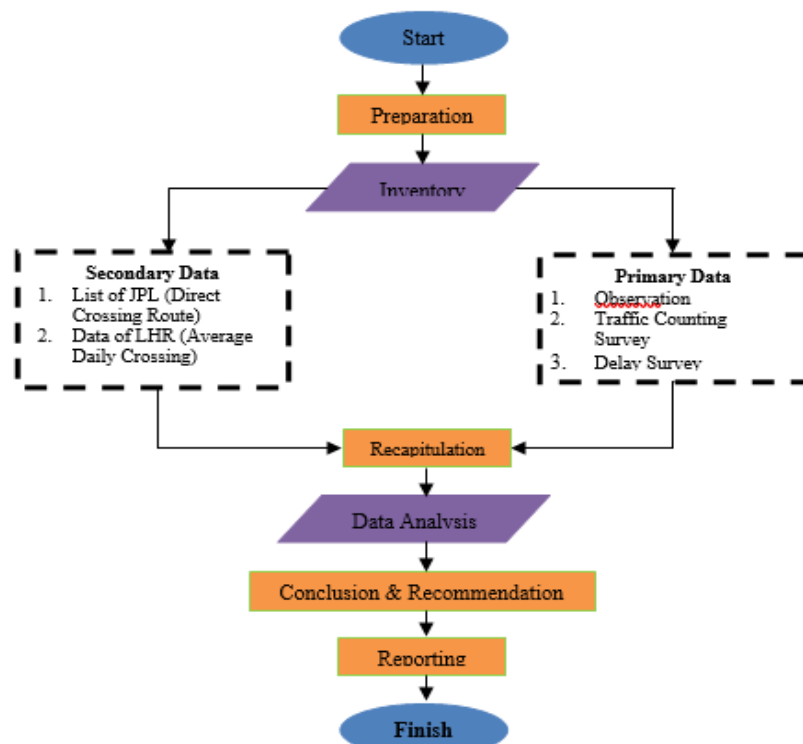 Start
Preparation
Inventory
Secondary Data
1. List of JPL (Direct
Crossing Route)
2. Data of LHR (Average
Daily Crossing)
Primary Data
1. Observation
2. Traffic Counting
Survey
3. Delay Survey
Recapitulation
Data Analysis
Conclusion & Recommendation
Reporting
Finish